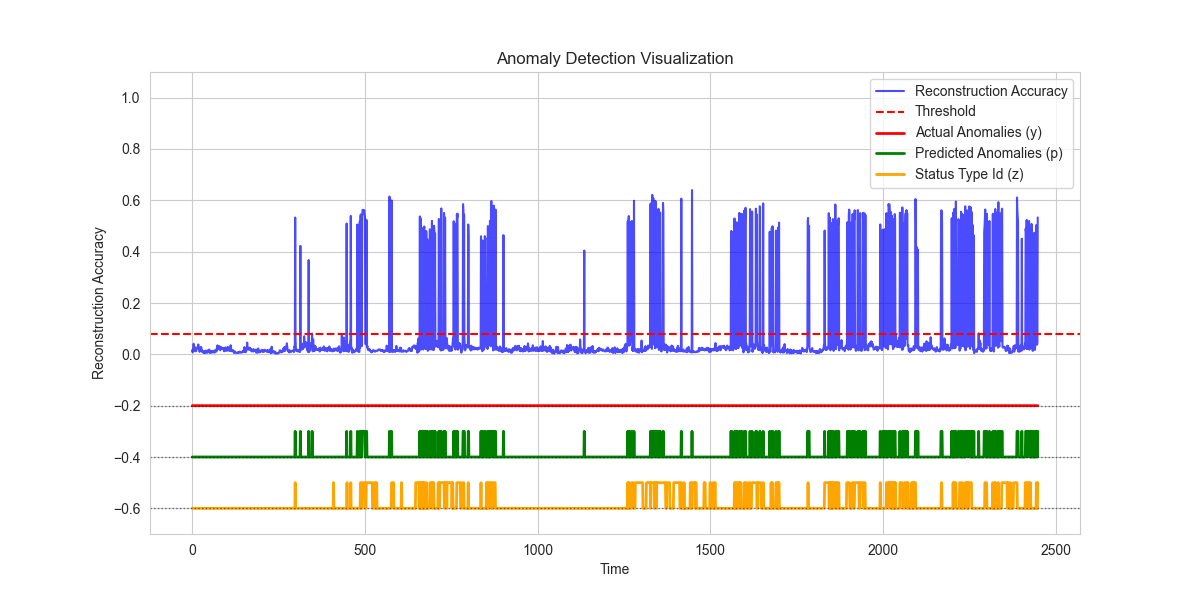 Anomaly Detection Visualization
Reconstruction Accuracy
Threshold
Actual Anomalies (y)
Predicted Anomalies (p)
Status Type Id (z)
Reconstruction Accuracy
1.0
0.8
0.6
0.4
0.2
0.0
−0.2
−0.4
−0.6
0 500 1000 1500 2000 2500
Time